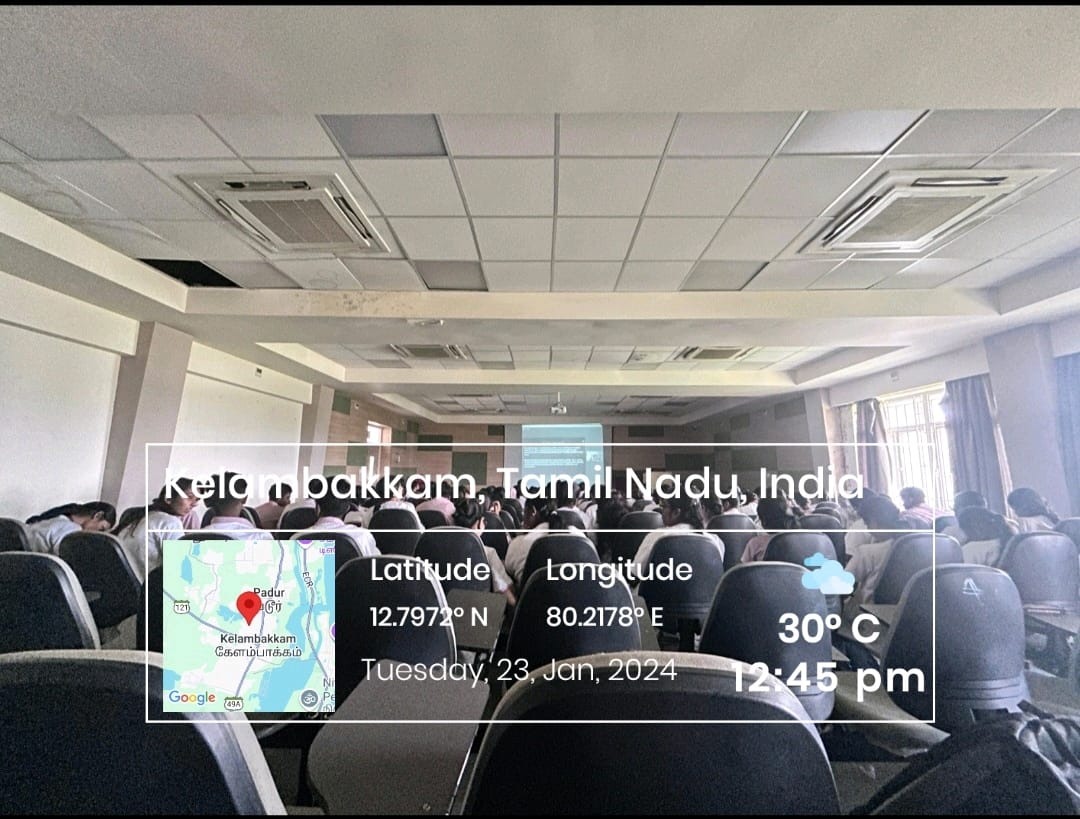 Kelambakkam, Tamil Nadu, India
Latitude
Longitude
12.7972° N
80.2178° E
30° C
Tuesday, 23, Jan, 2024
12:45 pm
ECR
121
Padur
Kelambakkam
கேளம்பாக்கம்
Google
49A
4